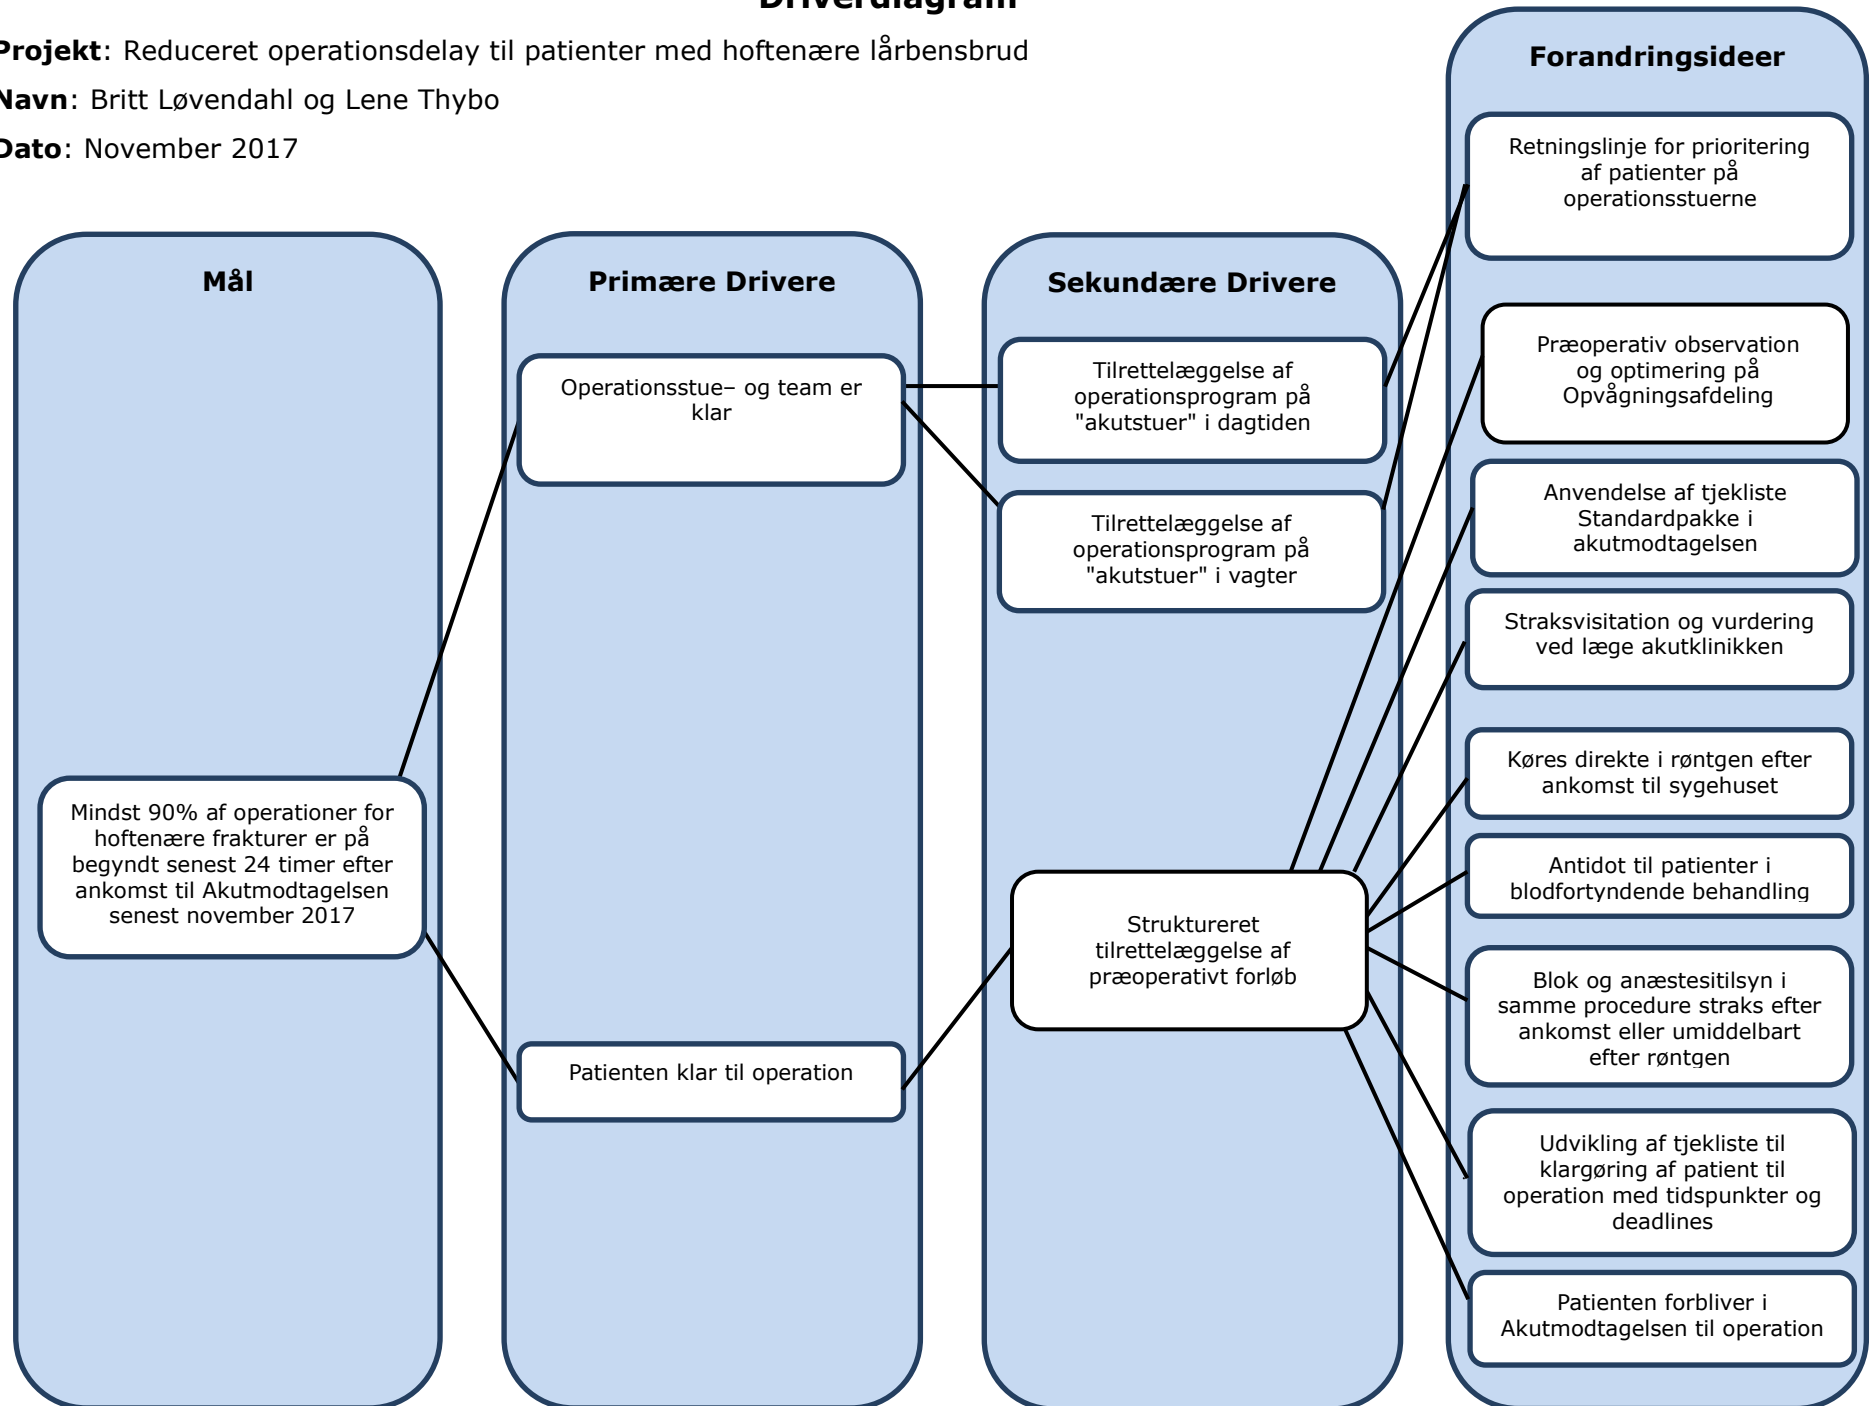 Driverdiagram
Projekt: Reduceret operationsdelay til patienter med hoftenære lårbensbrud
Navn: Britt Løvendahl og Lene Thybo
Dato: November 2017
Mål
Mindst 90% af operationer for
hoftenære frakturer er på
begyndt senest 24 timer efter
ankomst til Akutmodtagelsen
senest november 2017
Primære Drivere
Operationsstue– og team er
klar
Patienten klar til operation
Sekundære Drivere
Tilrettelæggelse af
operationsprogram på
"akutstuer" i dagtiden
Tilrettelæggelse af
operationsprogram på
"akutstuer" i vagter
Struktureret
tilrettelæggelse af
præoperativt forløb
Forandringsideer
Retningslinje for prioritering
af patienter på
operationsstuerne
Præoperativ observation
og optimering på
Opvågningsafdeling
Anvendelse af tjekliste
Standardpakke i
akutmodtagelsen
Straksvisitation og vurdering
ved læge akutklinikken
Køres direkte i røntgen efter
ankomst til sygehuset
Antidot til patienter i
blodfortyndende behandling
Blok og anæstesitilsyn i
samme procedure straks efter
ankomst eller umiddelbart
efter røntgen
Udvikling af tjekliste til
klargøring af patient til
operation med tidspunkter og
deadlines
Patienten forbliver i
Akutmodtagelsen til operation